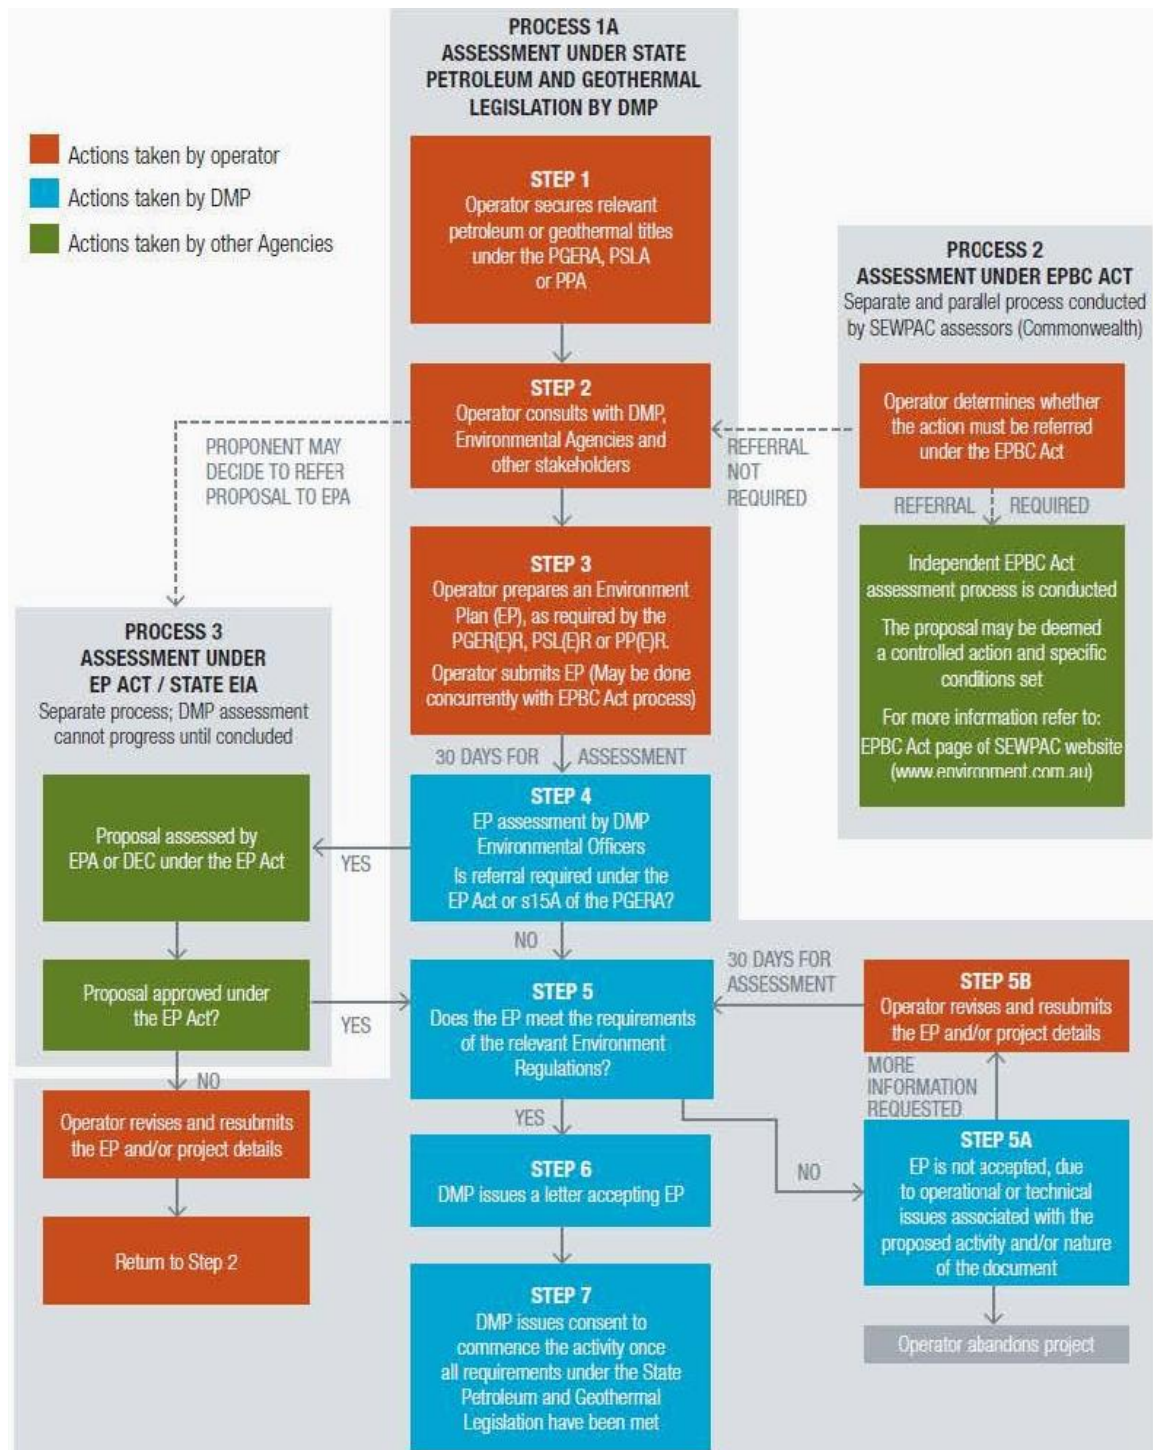 PROCESS 1A
ASSESSMENT UNDER STATE
PETROLEUM AND GEOTHERMAL
LEGISLATION BY DMP
Actions taken by operator
Actions taken by DMP
Actions taken by other Agencies
STEP 1
Operator secures relevant
petroleum or geothermal titles
under the PGERA, PSLA
or PPA
PROCESS 2
ASSESSMENT UNDER EPBC ACT
Separate and parallel process conducted
by SEWPAC assessors (Commonwealth)
STEP 2
Operator consults with DMP,
Environmental Agencies and
other stakeholders
Operator determines whether
the action must be referred
under the EPBC Act
PROPONENT MAY
DECIDE TO REFER
PROPOSAL TO EPA
REFERRAL
NOT
REQUIRED
REFERRAL REQUIRED
STEP 3
Operator prepares an Environment
Plan (EP), as required by the
PGER(E)R, PSL(E)R or PP(E)R.
Operator submits EP (May be done
concurrently with EPBC Act process)
Independent EPBC Act
assessment process is conducted
The proposal may be deemed
a controlled action and specific
conditions set
For more information refer to:
EPBC Act page of SEWPAC website
(www.environment.com.au)
PROCESS 3
ASSESSMENT UNDER
EP ACT / STATE EIA
Separate process; DMP assessment
cannot progress until concluded
30 DAYS FOR ASSESSMENT
STEP 4
EP assessment by DMP
Environmental Officers
Is referral required under the
EP Act or s15A of the PGERA?
YES
Proposal assessed by
EPA or DEC under the EP Act
NO
Proposal approved under
the EP Act?
YES
STEP 5
Does the EP meet the requirements
of the relevant Environment
Regulations?
30 DAYS FOR
ASSESSMENT
STEP 5B
Operator revises and resubmits
the EP and/or project details
MORE
INFORMATION
REQUESTED
NO
Operator revises and resubmits
the EP and/or project details
Return to Step 2
YES
NO
STEP 5A
EP is not accepted, due
to operational or technical
issues associated with the
proposed activity and/or nature
of the document
Operator abandons project
STEP 6
DMP issues a letter accepting EP
STEP 7
DMP issues consent to
commence the activity once
all requirements under the State
Petroleum and Geothermal
Legislation have been met